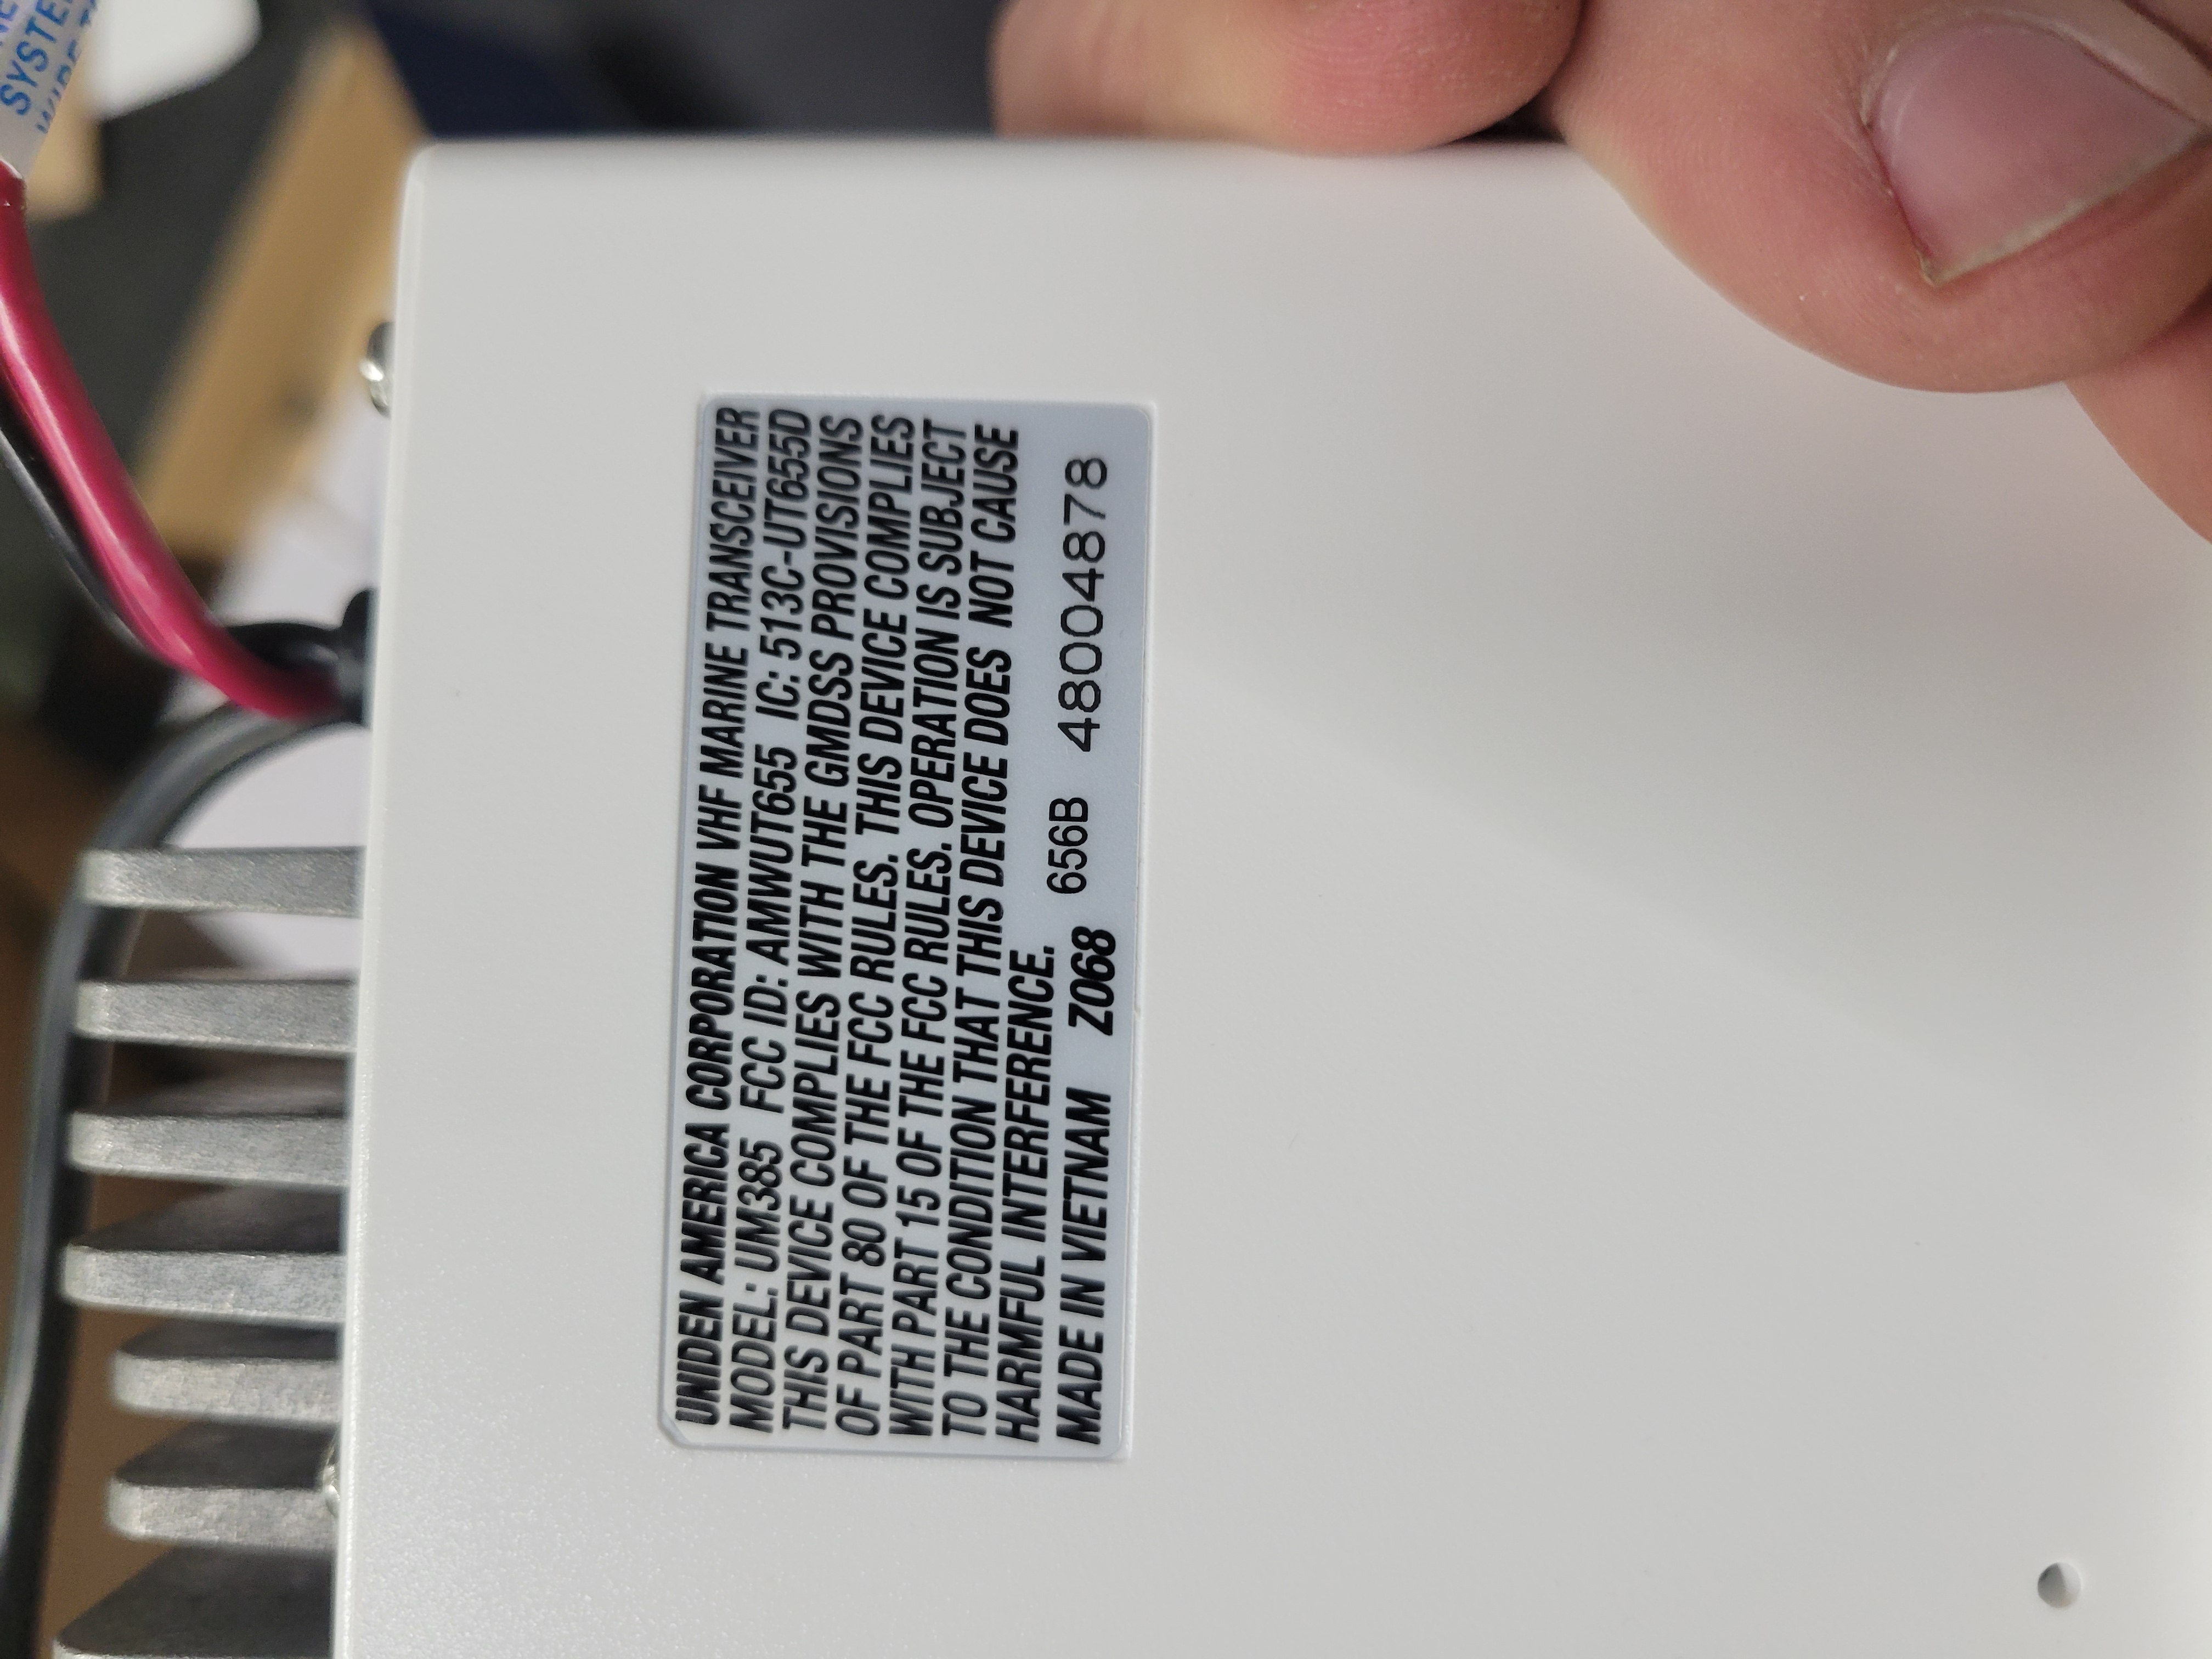 SYSTE
UNIDEN AMERICA CORPORATION VHF MARINE TRANSCEIVER
MODEL: UM385 FCC ID: AMWUT655 IC: 513C-UT655D
THIS DEVICE COMPLIES WITH THE GMDSS PROVISIONS
OF PART 80 OF THE FCC RULES. THIS DEVICE COMPLIES
WITH PART 15 OF THE FCC RULES. OPERATION IS SUBJECT
TO THE CONDITION THAT THIS DEVICE DOES NOT CAUSE
HARMFUL INTERFERENCE.
MADE IN VIETNAM Z068 656B 48004878